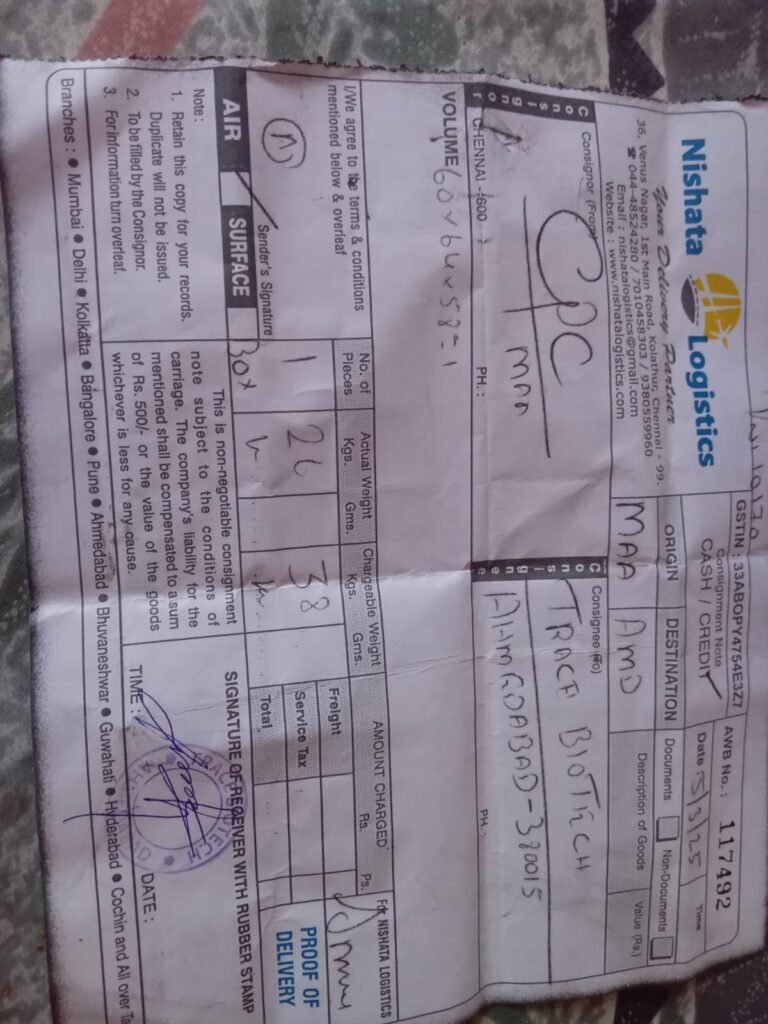 Nishata Logistics
Your Delivery Partner
36, Venus Nagar, 1st Main Road, Kolathur, Chennai - 99.
☎ 044-48524280 / 7010458303 / 9380559960
Email : nishatalogistics@gmail.com
Website : www.nishatalogistics.com
GSTIN : 33ABOPY4754E3Z7
Consignment Note
CASH / CREDIT
AWB No. : 117492
Date : 5/3/25
Time
ORIGIN
DESTINATION
MAA
AMD
Documents
Non-Documents
Description of Goods
Value (Rs.)
Consignor
Consignor (From)
CPC
MAA
CHENNAI - 600
PH. :
Consignee
Consignee (To)
TRACE BIOTECH
AHMEDABAD-380015
PH. :
VOLUME 60x64x58=1
I/We agree to the terms & conditions
mentioned below & overleaf
Sender's Signature
No. of Pieces
Actual Weight
Kgs. Gms.
Chargeable Weight
Kgs. Gms.
AMOUNT CHARGED
Rs. Ps.
1
26
38
Box
Freight
Service Tax
Total
For NISHATA LOGISTICS
PROOF OF
DELIVERY
AIR
SURFACE
Note :
1. Retain this copy for your records.
Duplicate will not be issued.
2. To be filled by the Consignor.
3. For information turn overleaf.
This is non-negotiable consignment
note subject to the conditions of
carriage. The company's liability for the
mentioned shall be compensated to a sum
of Rs. 500/- or the value of the goods
whichever is less for any cause.
SIGNATURE OF RECEIVER WITH RUBBER STAMP
TIME :
DATE :
Branches : ● Mumbai ● Delhi ● Kolkatta ● Bangalore ● Pune ● Ahmedabad ● Bhuvaneshwar ● Guwahati ● Hyderabad ● Cochin and All over